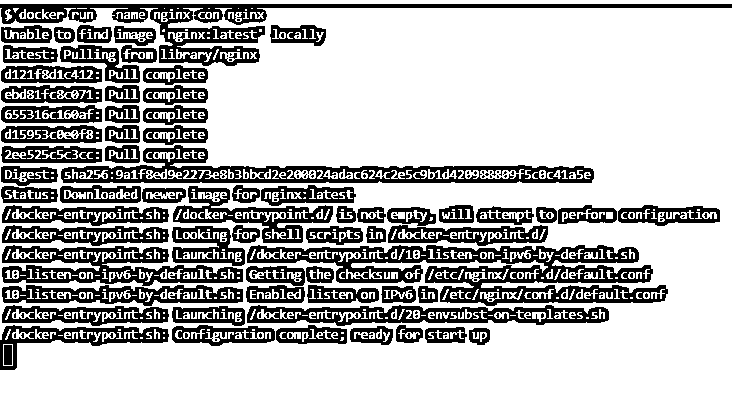 $ docker run --name nginx-con nginx
Unable to find image 'nginx:latest' locally
latest: Pulling from library/nginx
d121f8d1c412: Pull complete
ebd81fc8c071: Pull complete
655316c160af: Pull complete
d15953c0e0f8: Pull complete
2ee525c5c3cc: Pull complete
Digest: sha256:9a1f8ed9e2273e8b3bbcd2e200024adac624c2e5c9b1d420988809f5c0c41a5e
Status: Downloaded newer image for nginx:latest
/docker-entrypoint.sh: /docker-entrypoint.d/ is not empty, will attempt to perform configuration
/docker-entrypoint.sh: Looking for shell scripts in /docker-entrypoint.d/
/docker-entrypoint.sh: Launching /docker-entrypoint.d/10-listen-on-ipv6-by-default.sh
10-listen-on-ipv6-by-default.sh: Getting the checksum of /etc/nginx/conf.d/default.conf
10-listen-on-ipv6-by-default.sh: Enabled listen on IPv6 in /etc/nginx/conf.d/default.conf
/docker-entrypoint.sh: Launching /docker-entrypoint.d/20-envsubst-on-templates.sh
/docker-entrypoint.sh: Configuration complete; ready for start up